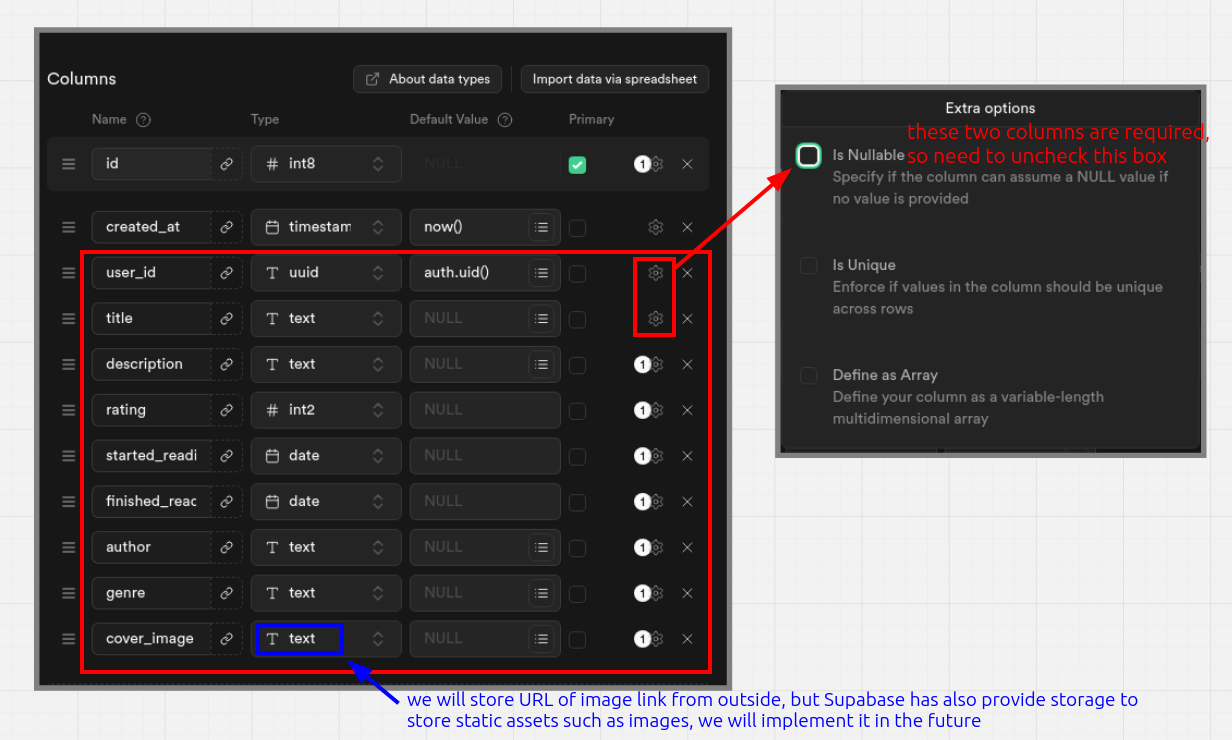 Columns
About data types
Import data via spreadsheet
Name
Type
Default Value
Primary
id
# int8
NULL
1
created_at
timestam
now()
user_id
T uuid
auth.uid()
title
T text
NULL
description
T text
NULL
1
rating
# int2
NULL
1
started_readi
date
NULL
1
finished_reac
date
NULL
1
author
T text
NULL
1
genre
T text
NULL
1
cover_image
T text
NULL
1
Extra options
these two columns are required,
so need to uncheck this box
Is Nullable
Specify if the column can assume a NULL value if
no value is provided
Is Unique
Enforce if values in the column should be unique
across rows
Define as Array
Define your column as a variable-length
multidimensional array
we will store URL of image link from outside, but Supabase has also provide storage to
store static assets such as images, we will implement it in the future